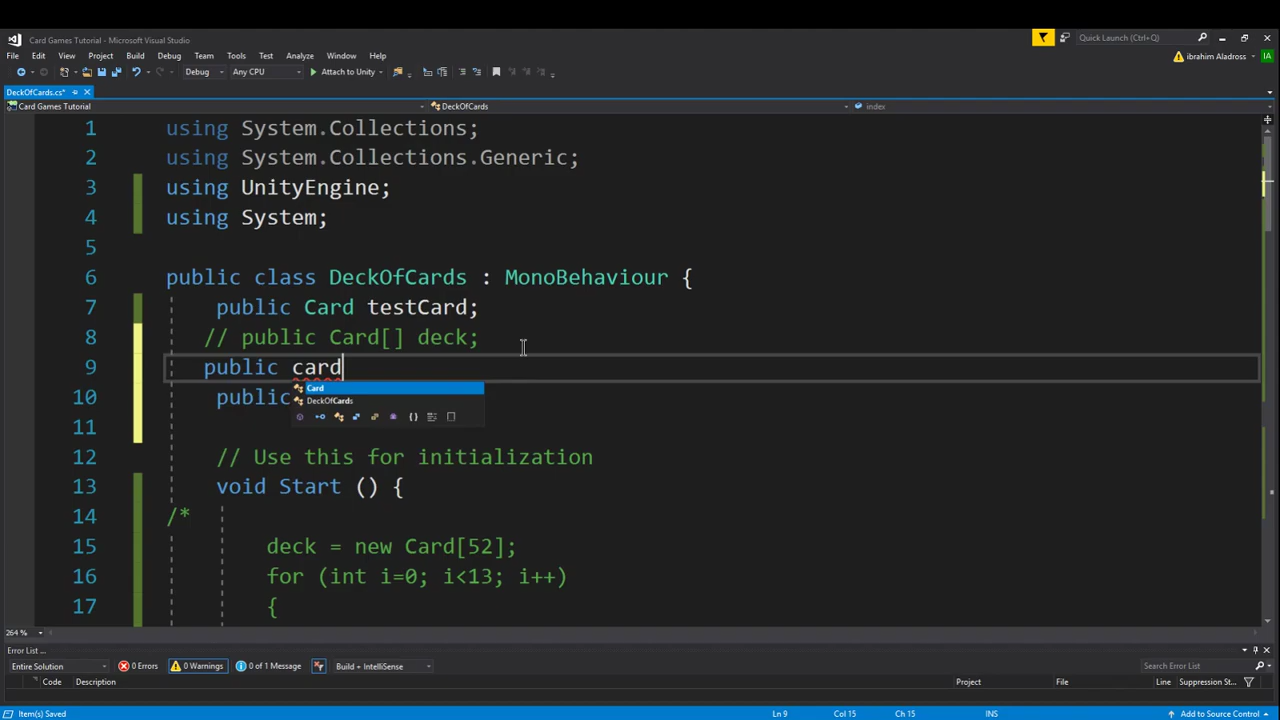 Card Games Tutorial - Microsoft Visual Studio
Quick Launch (Ctrl+Q)
File Edit View Project Build Debug Team Tools Test Analyze Window Help
ibrahim Aladross
IA
Debug Any CPU Attach to Unity
DeckOfCards.cs*
Card Games Tutorial DeckOfCards index
1 using System.Collections;
2 using System.Collections.Generic;
3 using UnityEngine;
4 using System;
5
6 public class DeckOfCards : MonoBehaviour {
7 public Card testCard;
8 // public Card[] deck;
9 public card
Card
10 public
DeckOfCards
11
12 // Use this for initialization
13 void Start () {
14 /*
15 deck = new Card[52];
16 for (int i=0; i<13; i++)
17 {
264 %
Error List ...
Entire Solution 0 Errors 0 Warnings 0 of 1 Message Build + IntelliSense Search Error List
Code Description Project File Line Suppression St...
Item(s) Saved Ln 9 Col 15 Ch 15 INS Add to Source Control